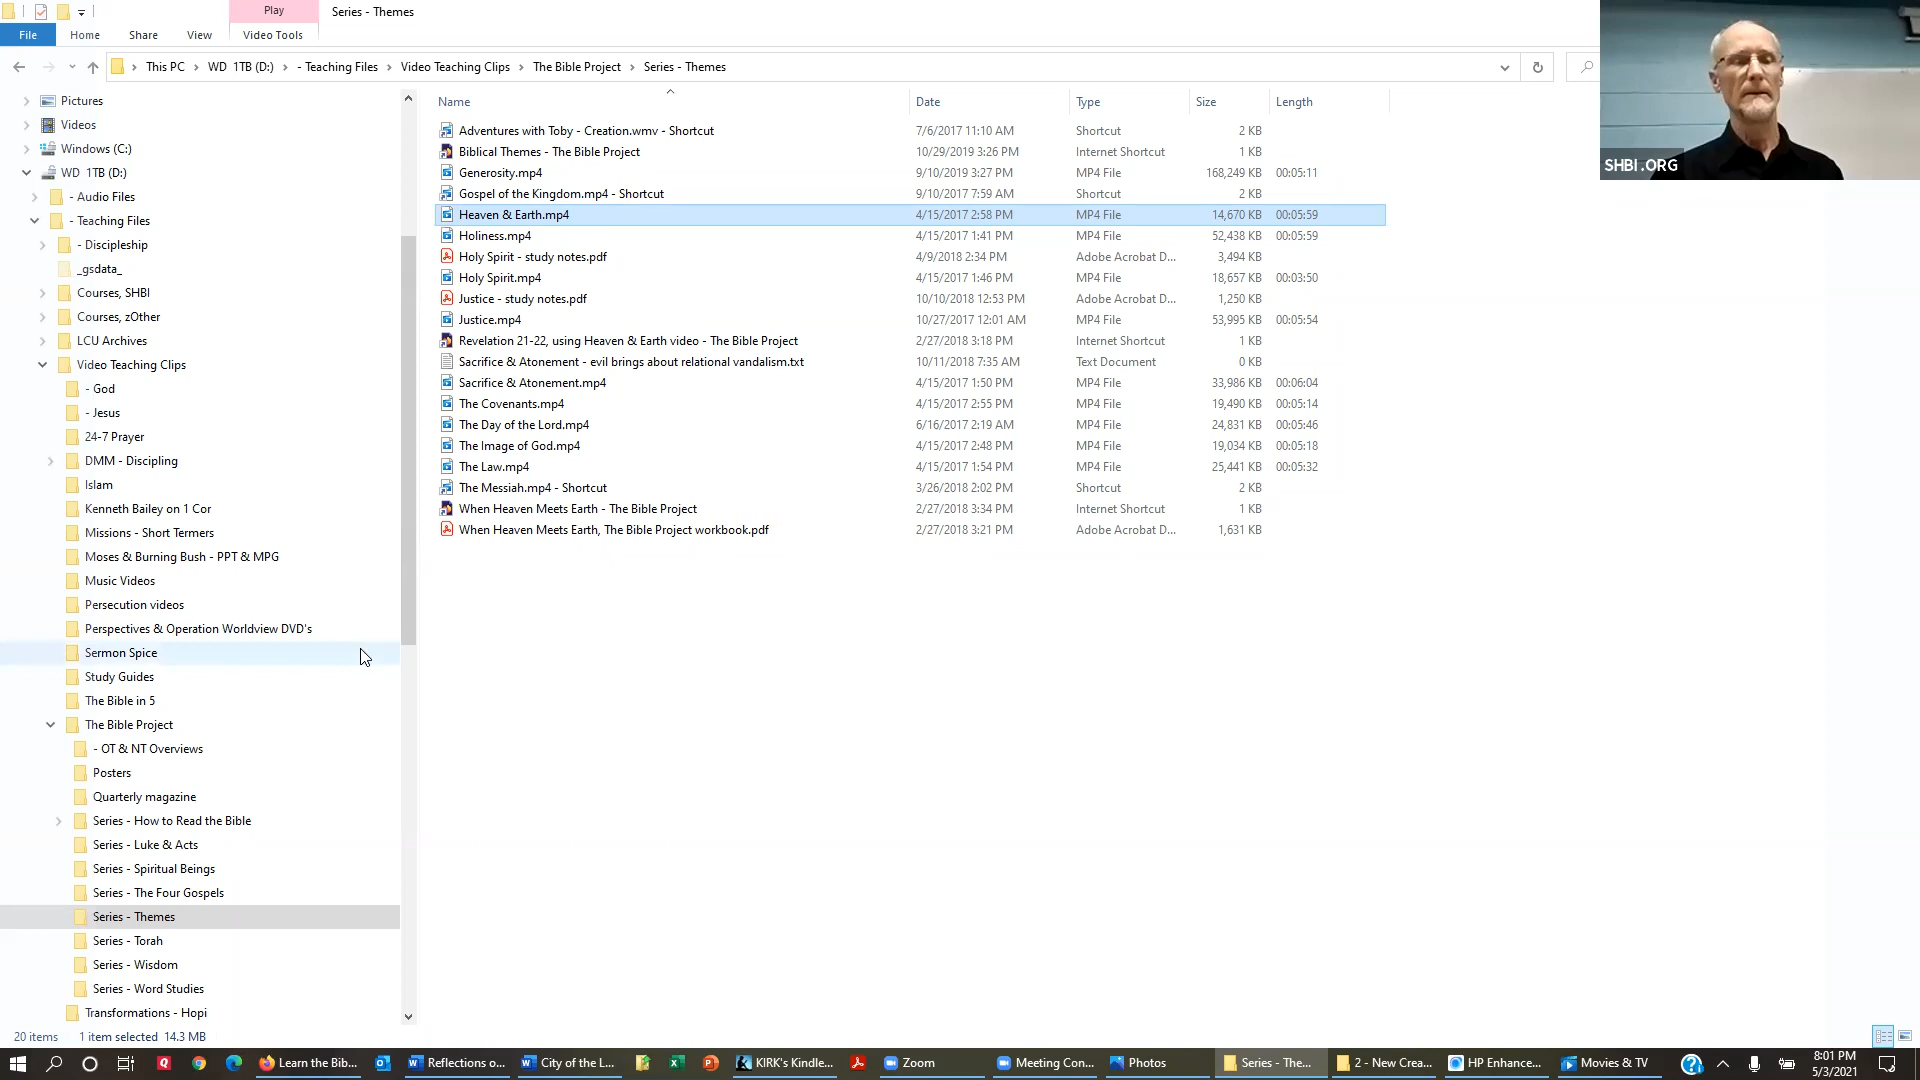 Play
Series - Themes
File
Home
Share
View
Video Tools
This PC
WD 1TB (D:)
- Teaching Files
Video Teaching Clips
The Bible Project
Series - Themes
SHBI.ORG
Name
Date
Type
Size
Length
Pictures
Videos
Windows (C:)
WD 1TB (D:)
- Audio Files
- Teaching Files
- Discipleship
_gsdata_
Courses, SHBI
Courses, zOther
LCU Archives
Video Teaching Clips
- God
- Jesus
24-7 Prayer
DMM - Discipling
Islam
Kenneth Bailey on 1 Cor
Missions - Short Termers
Moses & Burning Bush - PPT & MPG
Music Videos
Persecution videos
Perspectives & Operation Worldview DVD's
Sermon Spice
Study Guides
The Bible in 5
The Bible Project
- OT & NT Overviews
Posters
Quarterly magazine
Series - How to Read the Bible
Series - Luke & Acts
Series - Spiritual Beings
Series - The Four Gospels
Series - Themes
Series - Torah
Series - Wisdom
Series - Word Studies
Transformations - Hopi
Adventures with Toby - Creation.wmv - Shortcut 7/6/2017 11:10 AM Shortcut 2 KB
Biblical Themes - The Bible Project 10/29/2019 3:26 PM Internet Shortcut 1 KB
Generosity.mp4 9/10/2019 3:27 PM MP4 File 168,249 KB 00:05:11
Gospel of the Kingdom.mp4 - Shortcut 9/10/2017 7:59 AM Shortcut 2 KB
Heaven & Earth.mp4 4/15/2017 2:58 PM MP4 File 14,670 KB 00:05:59
Holiness.mp4 4/15/2017 1:41 PM MP4 File 52,438 KB 00:05:59
Holy Spirit - study notes.pdf 4/9/2018 2:34 PM Adobe Acrobat D... 3,494 KB
Holy Spirit.mp4 4/15/2017 1:46 PM MP4 File 18,657 KB 00:03:50
Justice - study notes.pdf 10/10/2018 12:53 PM Adobe Acrobat D... 1,250 KB
Justice.mp4 10/27/2017 12:01 AM MP4 File 53,995 KB 00:05:54
Revelation 21-22, using Heaven & Earth video - The Bible Project 2/27/2018 3:18 PM Internet Shortcut 1 KB
Sacrifice & Atonement - evil brings about relational vandalism.txt 10/11/2018 7:35 AM Text Document 0 KB
Sacrifice & Atonement.mp4 4/15/2017 1:50 PM MP4 File 33,986 KB 00:06:04
The Covenants.mp4 4/15/2017 2:55 PM MP4 File 19,490 KB 00:05:14
The Day of the Lord.mp4 6/16/2017 2:19 AM MP4 File 24,831 KB 00:05:46
The Image of God.mp4 4/15/2017 2:48 PM MP4 File 19,034 KB 00:05:18
The Law.mp4 4/15/2017 1:54 PM MP4 File 25,441 KB 00:05:32
The Messiah.mp4 - Shortcut 3/26/2018 2:02 PM Shortcut 2 KB
When Heaven Meets Earth - The Bible Project 2/27/2018 3:34 PM Internet Shortcut 1 KB
When Heaven Meets Earth, The Bible Project workbook.pdf 2/27/2018 3:21 PM Adobe Acrobat D... 1,631 KB
20 items 1 item selected 14.3 MB
Learn the Bib...
Reflections o...
City of the L...
KIRK's Kindle...
Zoom
Meeting Con...
Photos
Series - The...
2 - New Crea...
HP Enhance...
Movies & TV
8:01 PM
5/3/2021